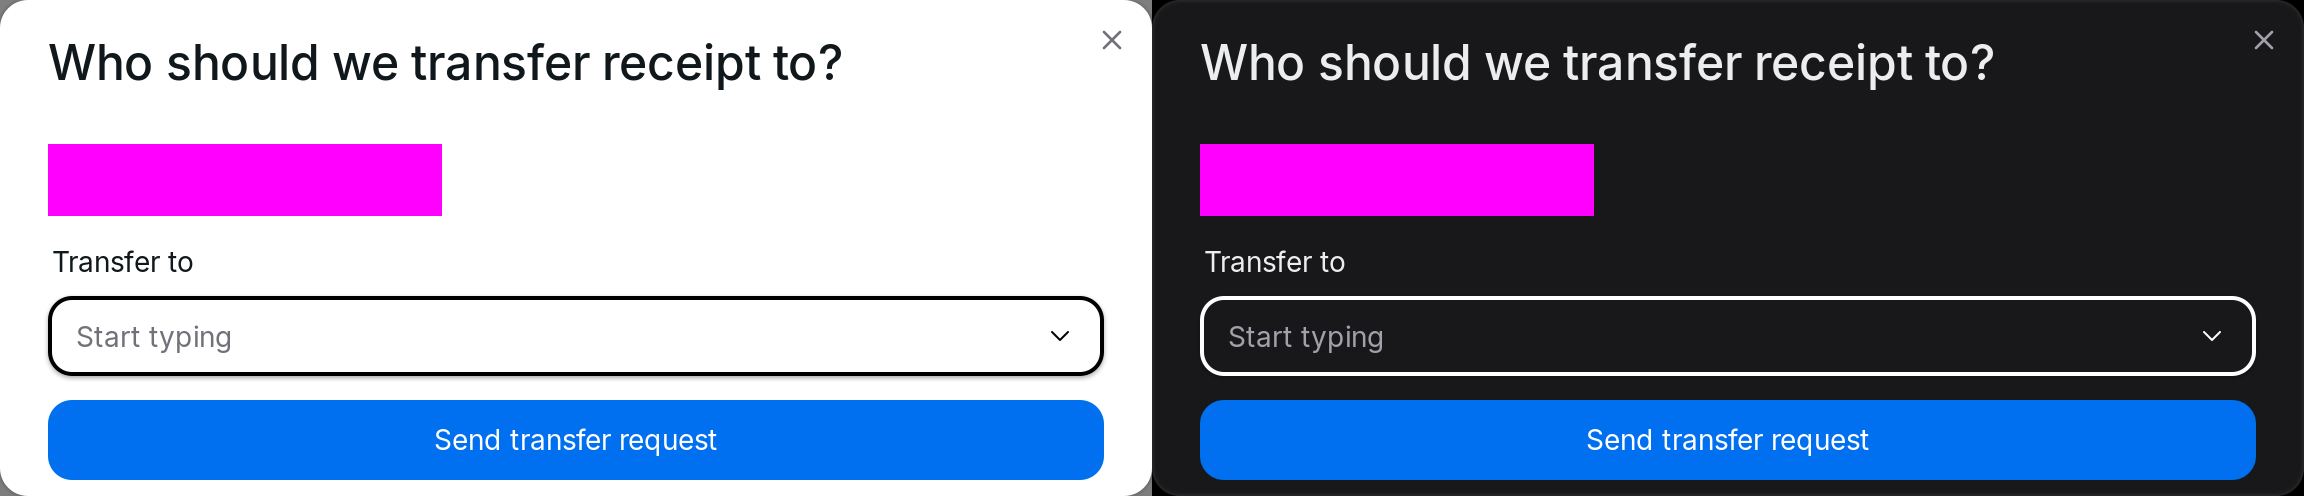 Who should we transfer receipt to?
Transfer to
Start typing
Send transfer request
Who should we transfer receipt to?
Transfer to
Start typing
Send transfer request